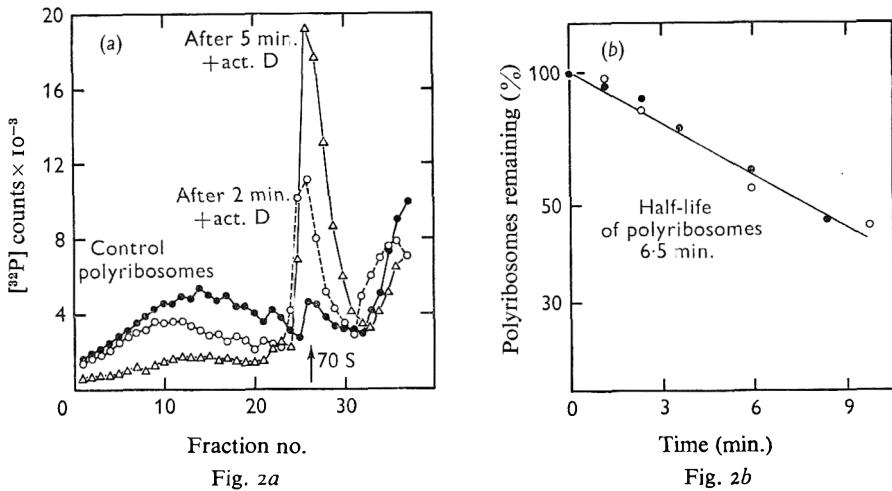 (a)
[³²P] counts × 10⁻³
20
16
12
8
4
After 5 min.
+act. D
After 2 min.
+act. D
Control
polyribosomes
70 S
0
10
20
30
Fraction no.
Fig. 2a
(b)
Polyribosomes remaining (%)
100
50
30
Half-life
of polyribosomes
6·5 min.
0
3
6
9
Time (min.)
Fig. 2b